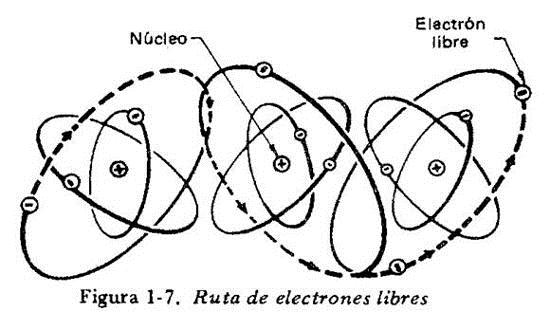 Núcleo
Electrón
libre
Figura 1-7. Ruta de electrones libres